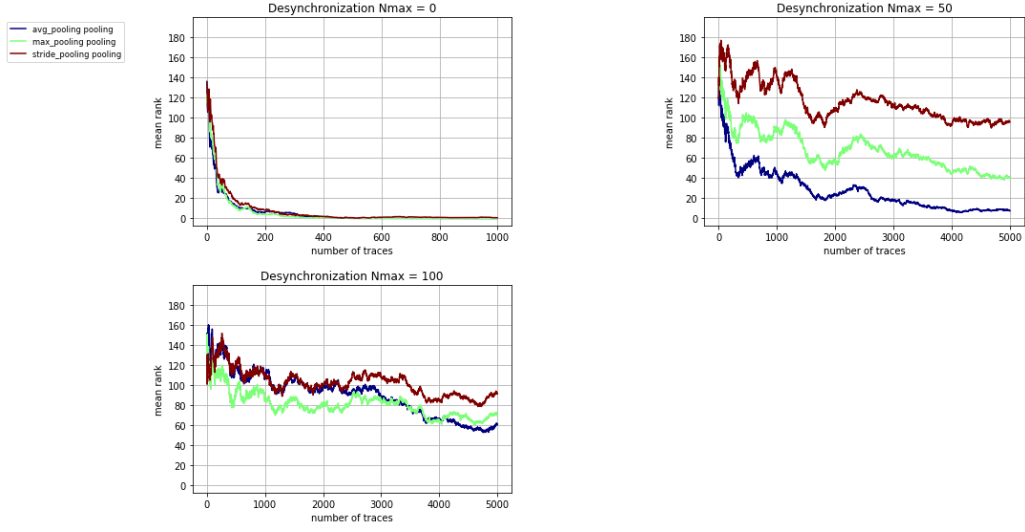 avg_pooling pooling
max_pooling pooling
stride_pooling pooling
Desynchronization Nmax = 0
mean rank
180
160
140
120
100
80
60
40
20
0
0 200 400 600 800 1000
number of traces
Desynchronization Nmax = 50
mean rank
180
160
140
120
100
80
60
40
20
0
0 1000 2000 3000 4000 5000
number of traces
Desynchronization Nmax = 100
mean rank
180
160
140
120
100
80
60
40
20
0
0 1000 2000 3000 4000 5000
number of traces